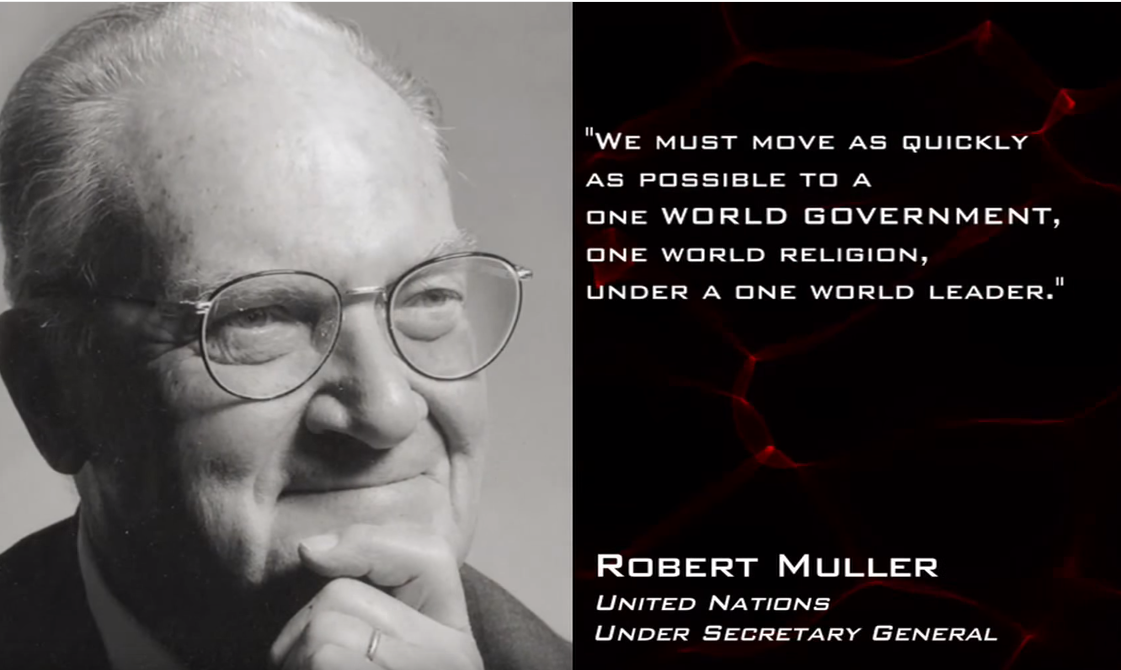 "WE MUST MOVE AS QUICKLY
AS POSSIBLE TO A
ONE WORLD GOVERNMENT,
ONE WORLD RELIGION,
UNDER A ONE WORLD LEADER."
ROBERT MULLER
UNITED NATIONS
UNDER SECRETARY GENERAL